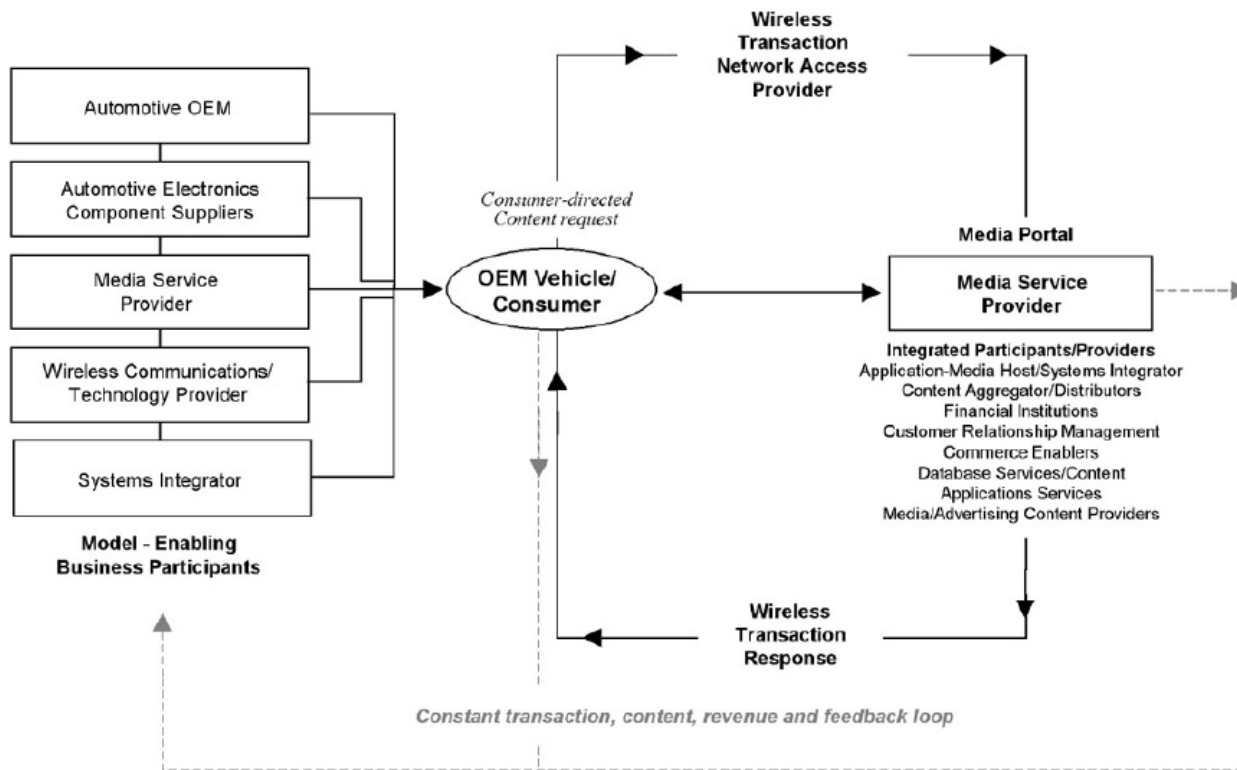 Automotive OEM
Automotive Electronics
Component Suppliers
Media Service
Provider
Wireless Communications/
Technology Provider
Systems Integrator
Model - Enabling
Business Participants
Consumer-directed
Content request
OEM Vehicle/
Consumer
Wireless
Transaction
Network Access
Provider
Media Portal
Media Service
Provider
Integrated Participants/Providers
Application-Media Host/Systems Integrator
Content Aggregator/Distributors
Financial Institutions
Customer Relationship Management
Commerce Enablers
Database Services/Content
Applications Services
Media/Advertising Content Providers
Wireless
Transaction
Response
Constant transaction, content, revenue and feedback loop